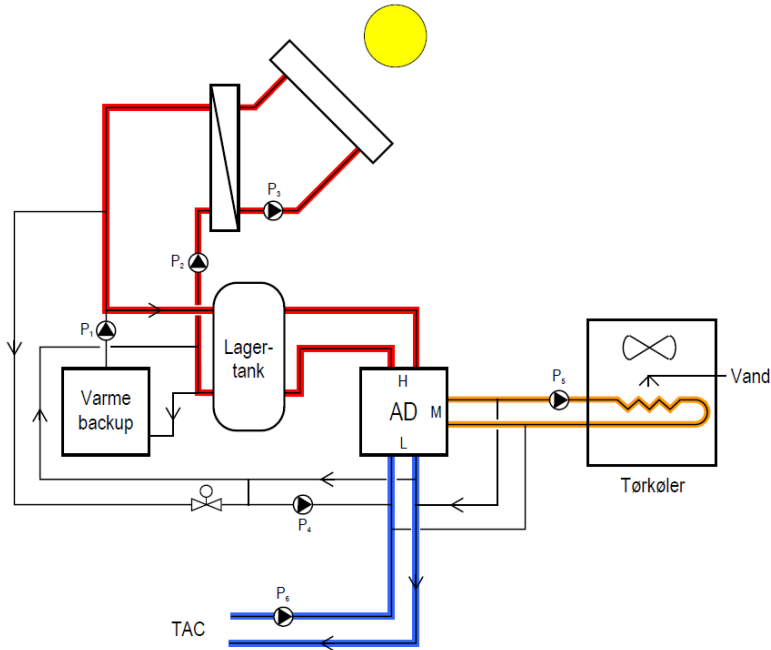 P3
P2
P1
Lager-
tank
Varme
backup
H
AD
M
L
P5
Vand
Tørkøler
P4
P6
TAC